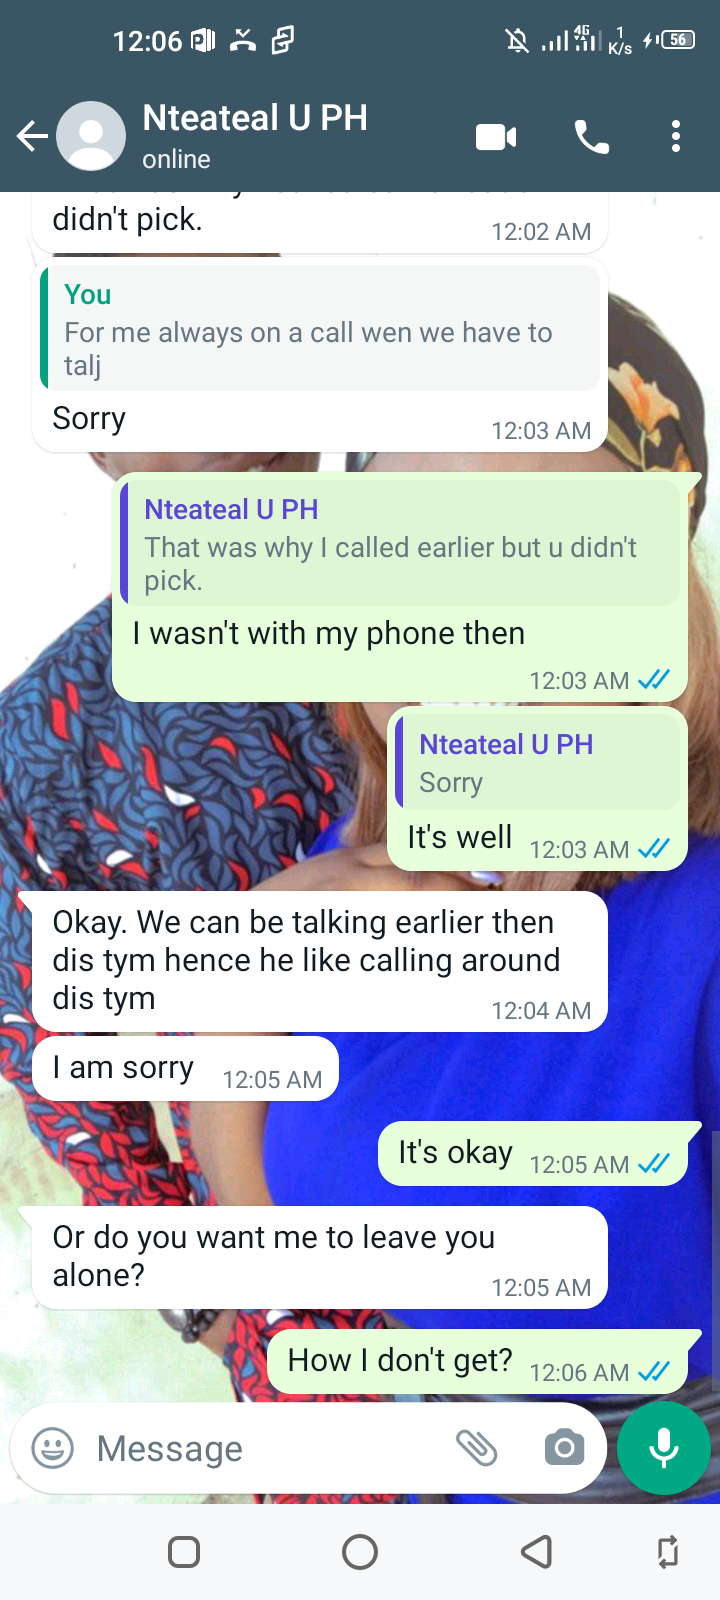 12:06
4G
1
K/s
56
Nteateal U PH
online
didn't pick.
12:02 AM
You
For me always on a call wen we have to
talj
Sorry
12:03 AM
Nteateal U PH
That was why I called earlier but u didn't
pick.
I wasn't with my phone then
12:03 AM
Nteateal U PH
Sorry
It's well 12:03 AM
Okay. We can be talking earlier then
dis tym hence he like calling around
dis tym
12:04 AM
I am sorry 12:05 AM
It's okay 12:05 AM
Or do you want me to leave you
alone?
12:05 AM
How I don't get? 12:06 AM
Message